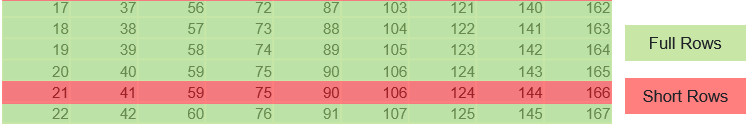 17 37 56 72 87 103 121 140 162
18 38 57 73 88 104 122 141 163
19 39 58 74 89 105 123 142 164
20 40 59 75 90 106 124 143 165
21 41 59 75 90 106 124 144 166
22 42 60 76 91 107 125 145 167
Full Rows
Short Rows